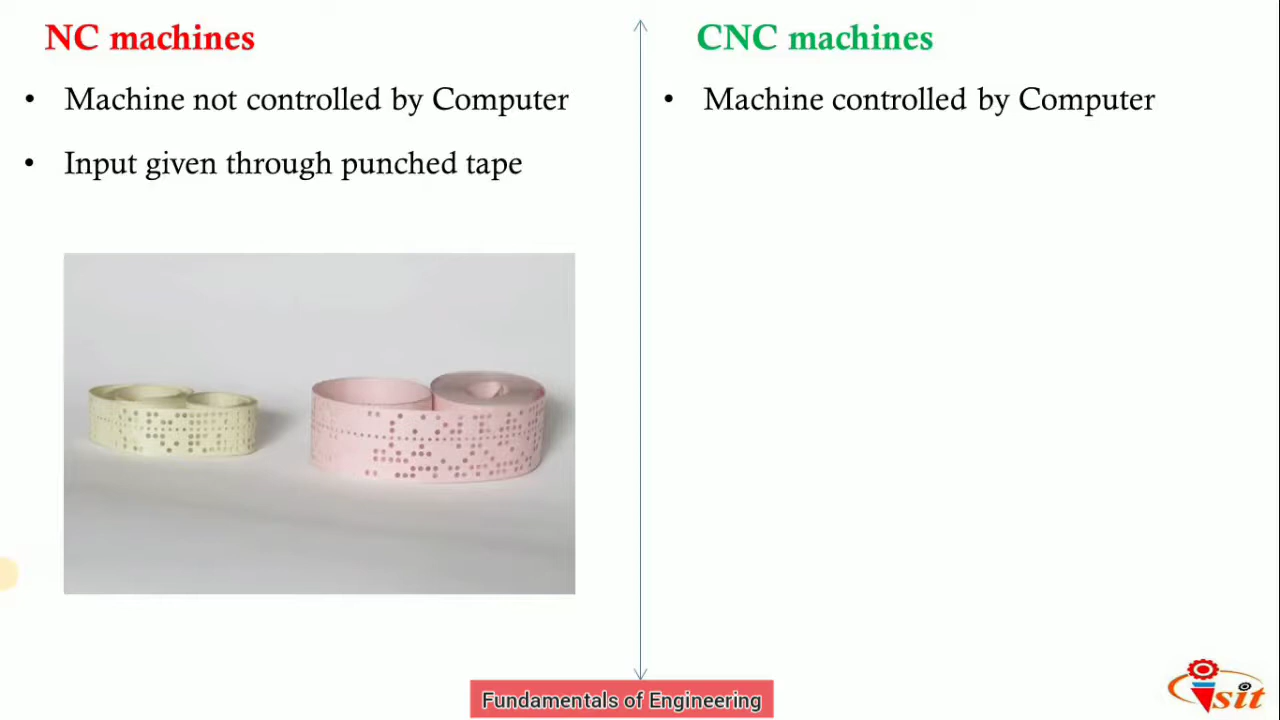 NC machines
• Machine not controlled by Computer
• Input given through punched tape
CNC machines
• Machine controlled by Computer
Fundamentals of Engineering
sit